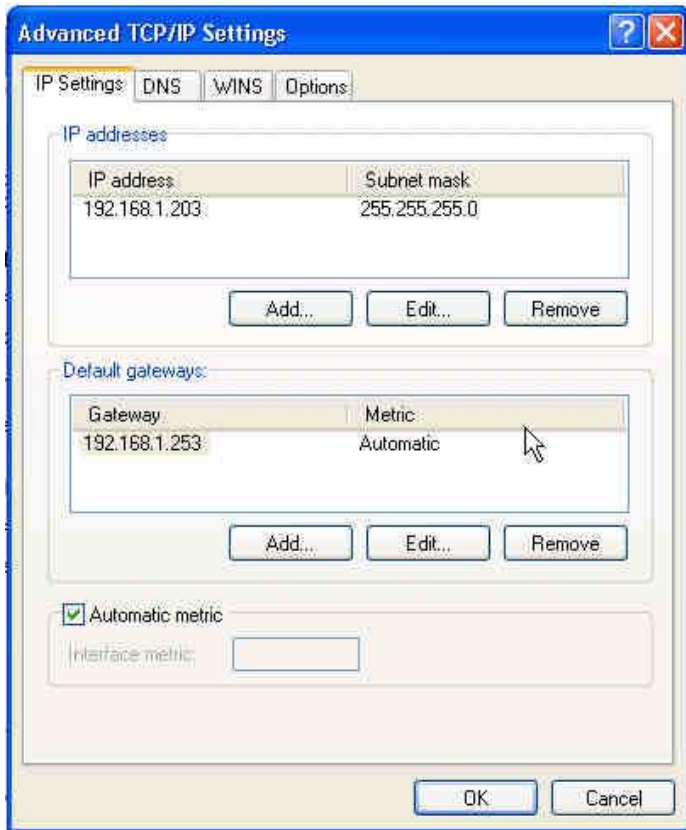 Advanced TCP/IP Settings
IP Settings DNS WINS Options
IP addresses
IP address Subnet mask
192.168.1.203 255.255.255.0
Add... Edit... Remove
Default gateways:
Gateway Metric
192.168.1.253 Automatic
Add... Edit... Remove
Automatic metric
Interface metric:
OK Cancel